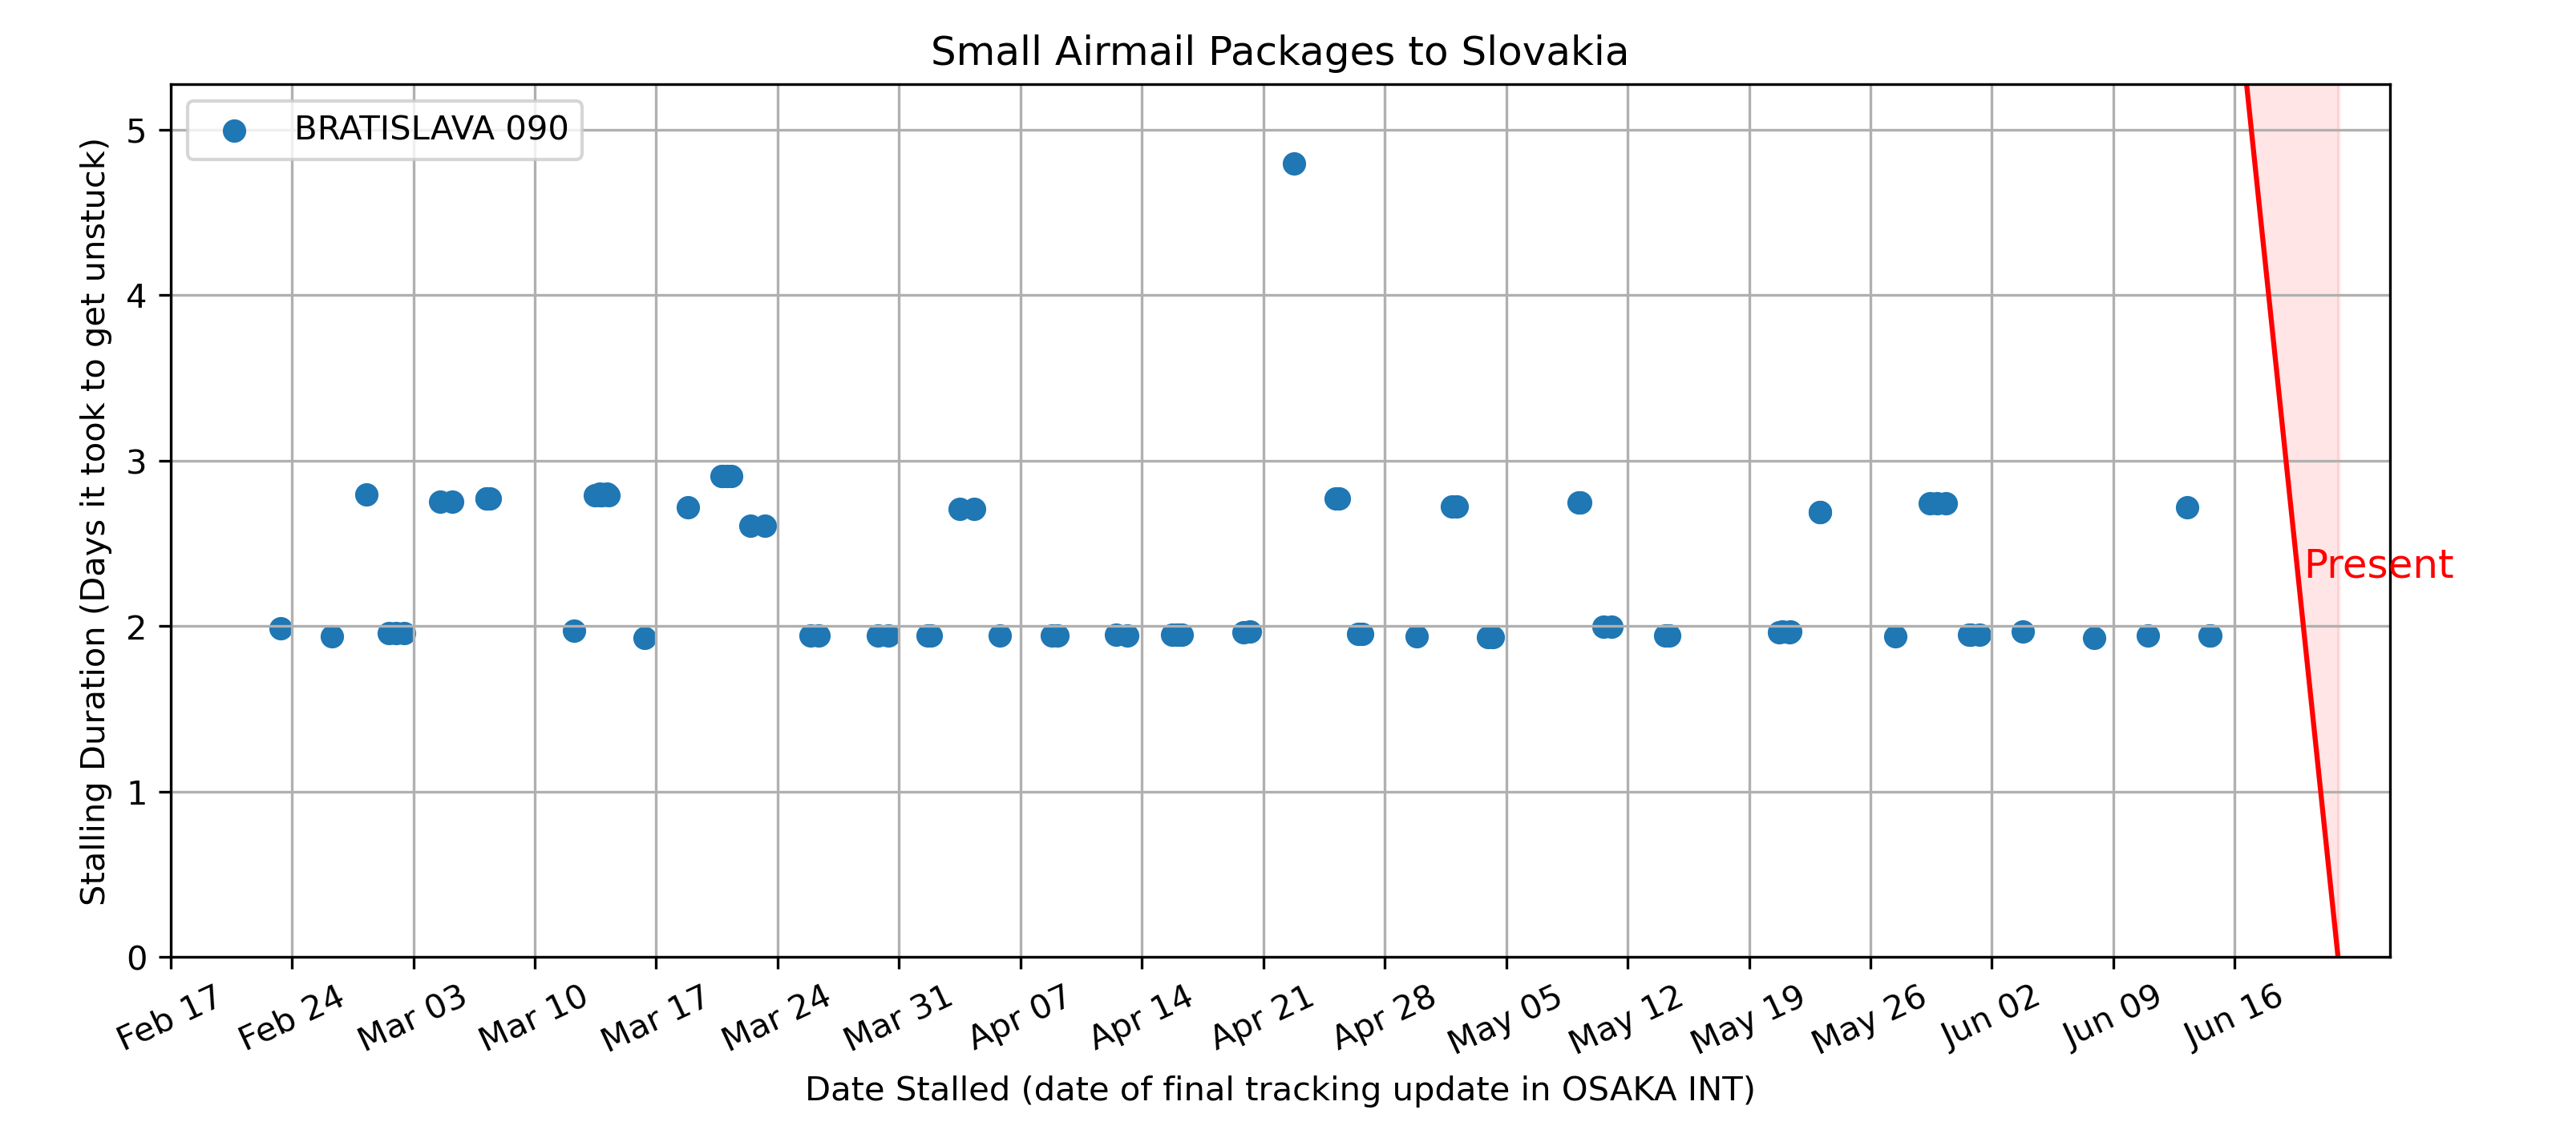 Small Airmail Packages to Slovakia
BRATISLAVA 090
Stalling Duration (Days it took to get unstuck)
5
4
3
2
1
0
Present
Feb 17
Feb 24
Mar 03
Mar 10
Mar 17
Mar 24
Mar 31
Apr 07
Apr 14
Apr 21
Apr 28
May 05
May 12
May 19
May 26
Jun 02
Jun 09
Jun 16
Date Stalled (date of final tracking update in OSAKA INT)